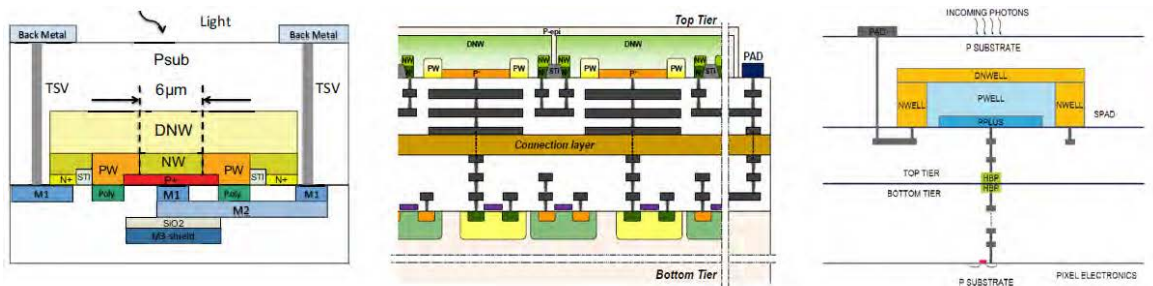 Back Metal
Light
Back Metal
Psub
TSV
6µm
TSV
DNW
NW
PW
PW
N+
STI
P+
STI
N+
M1
Poly
M1
Poly
M1
M2
SiO2
M3 shield
Top Tier
P-epi
DNW
DNW
NW
PW
P+
PW
NW
STI
NW
PW
P+
PW
NW
STI
PAD
Connection layer
Bottom Tier
INCOMING PHOTONS
PAD
P SUBSTRATE
DNWELL
NWELL
PWELL
NWELL
PPLUS
SPAD
TOP TIER
HBP
BOTTOM TIER
HBP
P SUBSTRATE
PIXEL ELECTRONICS